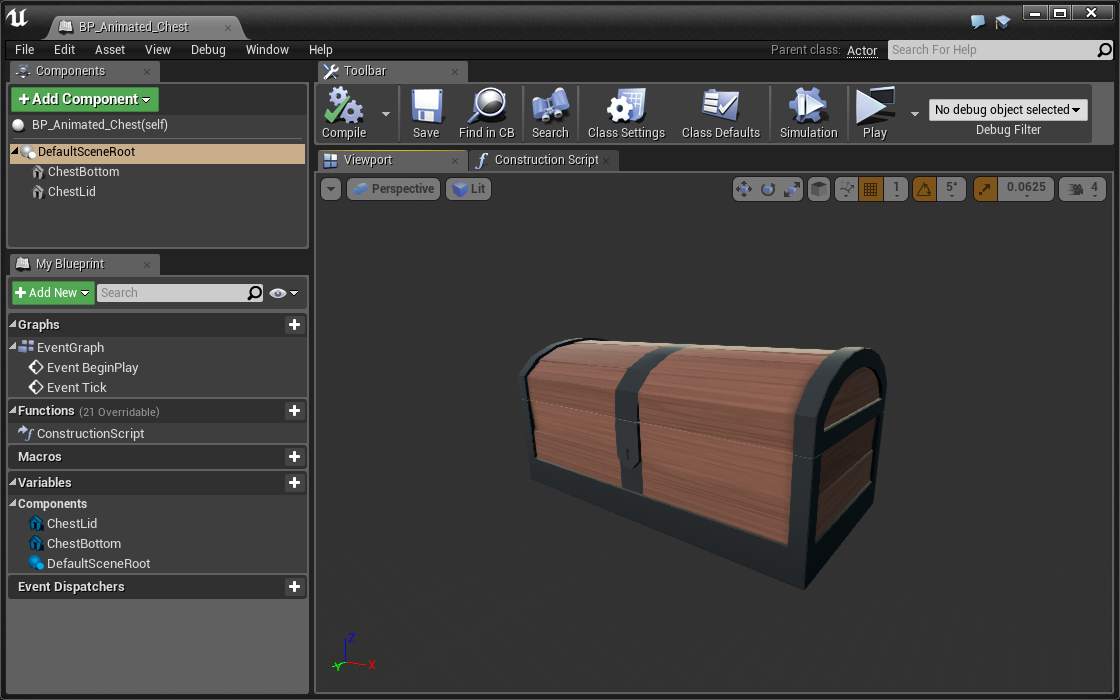 BP_Animated_Chest
File Edit Asset View Debug Window Help
Parent class: Actor
Search For Help
Components
Add Component
BP_Animated_Chest(self)
DefaultSceneRoot
ChestBottom
ChestLid
My Blueprint
Add New
Search
Graphs
EventGraph
Event BeginPlay
Event Tick
Functions (21 Overridable)
ConstructionScript
Macros
Variables
Components
ChestLid
ChestBottom
DefaultSceneRoot
Event Dispatchers
Toolbar
Compile
Save
Find in CB
Search
Class Settings
Class Defaults
Simulation
Play
No debug object selected
Debug Filter
Viewport
Construction Script
Perspective
Lit
1
5°
0.0625
4
Z
X
Y